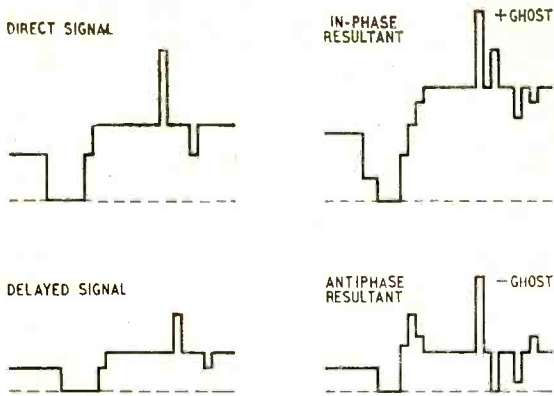 DIRECT SIGNAL
IN-PHASE
RESULTANT
+GHOST
DELAYED SIGNAL
ANTIPHASE
RESULTANT
-GHOST